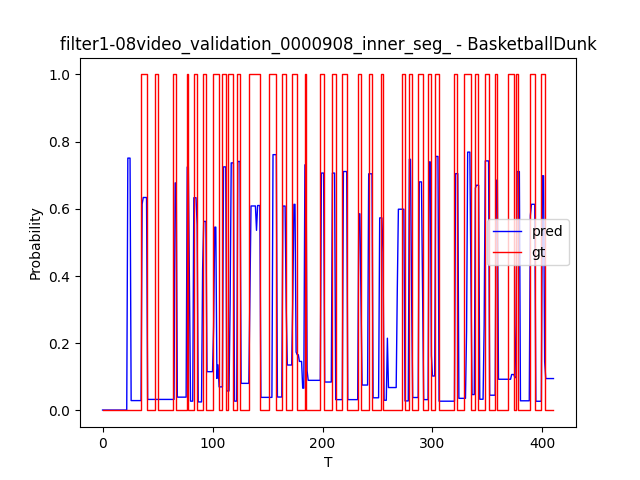 filter1-08video_validation_0000908_inner_seg_ - BasketballDunk
1.0
0.8
0.6
0.4
0.2
0.0
Probability
pred
gt
0
100
200
300
400
T